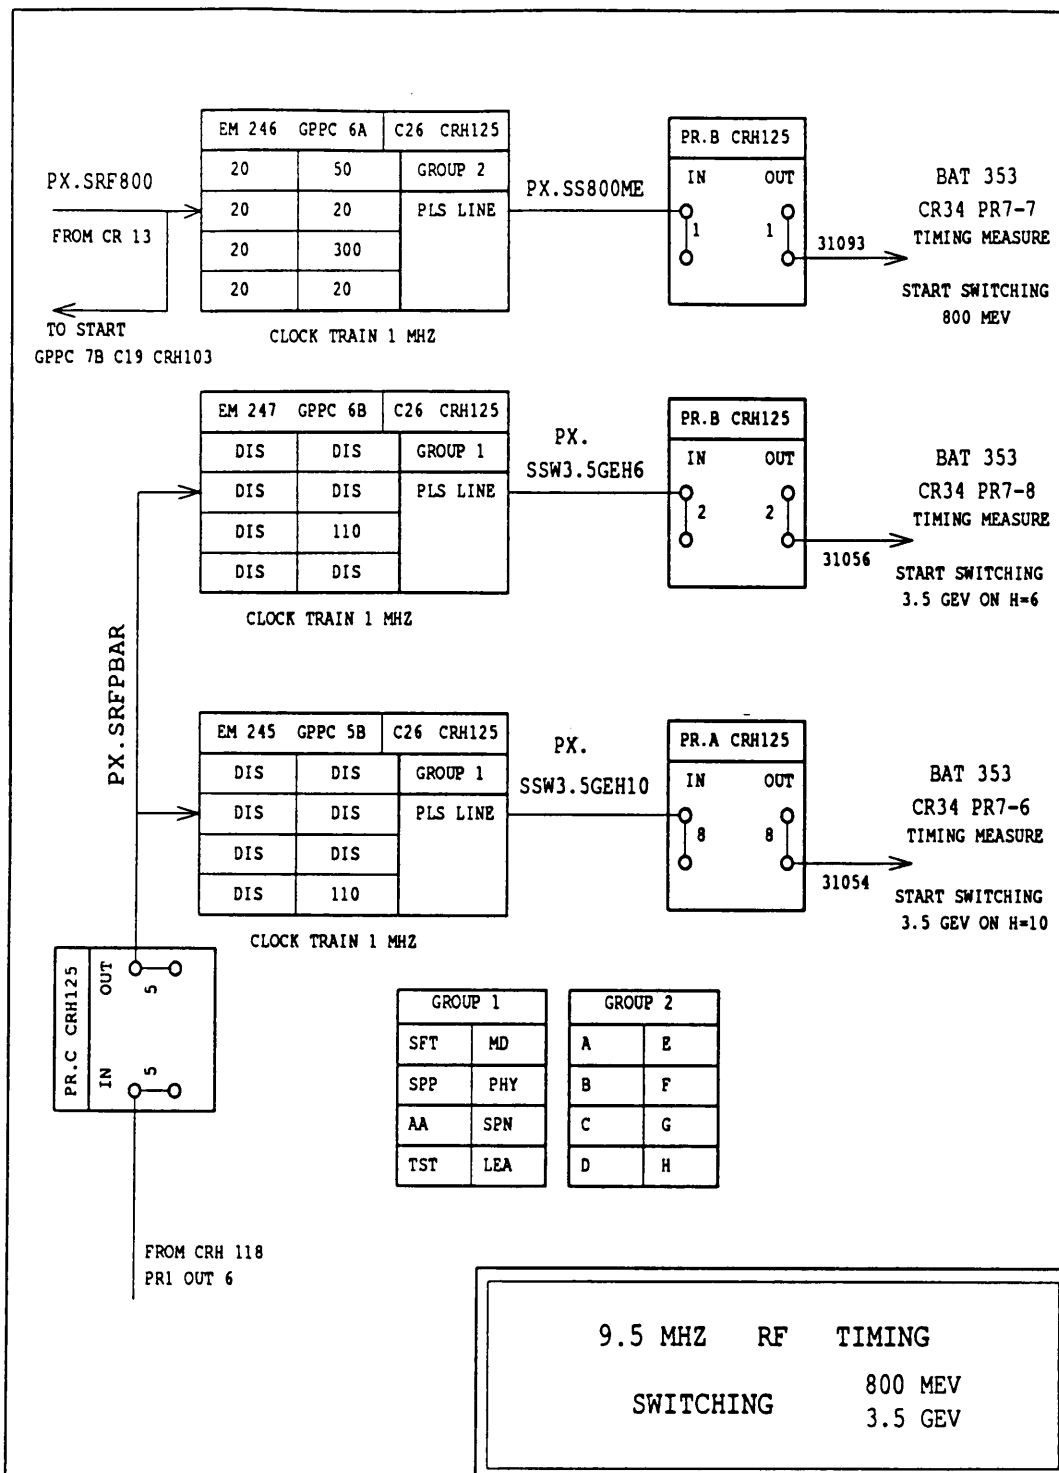 EM 246 GPPC 6A C26 CRH125
20 50 GROUP 2
20 20 PLS LINE
20 300
20 20
CLOCK TRAIN 1 MHZ
PX.SRF800
FROM CR 13
TO START
GPPC 7B C19 CRH103
PX.SS800ME
PR.B CRH125
IN OUT
1 1
31093
BAT 353
CR34 PR7-7
TIMING MEASURE
START SWITCHING
800 MEV
EM 247 GPPC 6B C26 CRH125
DIS DIS GROUP 1
DIS DIS PLS LINE
DIS 110
DIS DIS
CLOCK TRAIN 1 MHZ
PX.
SSW3.5GEH6
PR.B CRH125
IN OUT
2 2
31056
BAT 353
CR34 PR7-8
TIMING MEASURE
START SWITCHING
3.5 GEV ON H=6
PX.SRFPBAR
EM 245 GPPC 5B C26 CRH125
DIS DIS GROUP 1
DIS DIS PLS LINE
DIS DIS
DIS 110
CLOCK TRAIN 1 MHZ
PX.
SSW3.5GEH10
PR.A CRH125
IN OUT
8 8
31054
BAT 353
CR34 PR7-6
TIMING MEASURE
START SWITCHING
3.5 GEV ON H=10
PR.C CRH125
IN OUT
5 5
FROM CRH 118
PR1 OUT 6
GROUP 1
SFT MD
SPP PHY
AA SPN
TST LEA
GROUP 2
A E
B F
C G
D H
9.5 MHZ RF TIMING
SWITCHING 800 MEV
3.5 GEV